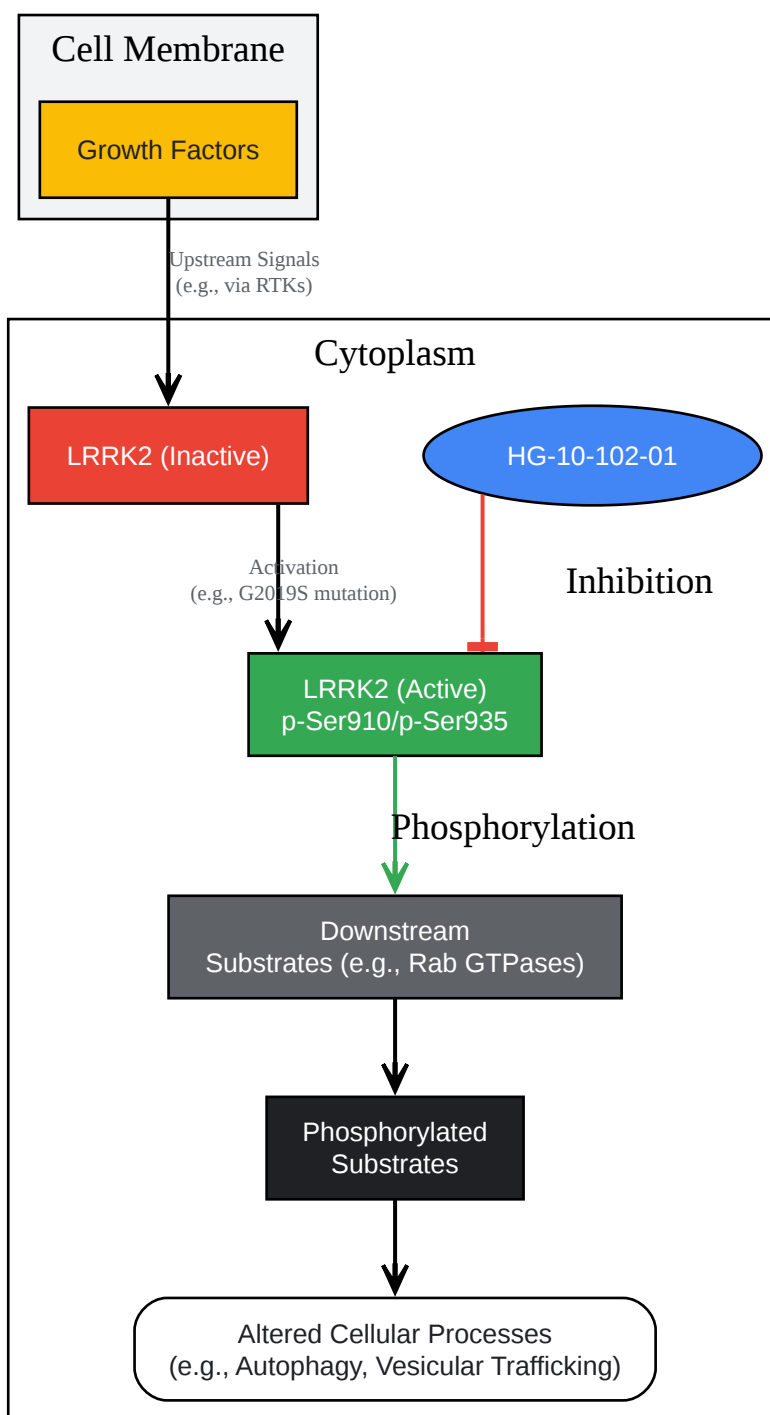 Cell Membrane
Growth Factors
Upstream Signals
(e.g., via RTKs)
Cytoplasm
LRRK2 (Inactive)
HG-10-102-01
Activation
(e.g., G2019S mutation)
Inhibition
LRRK2 (Active)
p-Ser910/p-Ser935
Phosphorylation
Downstream
Substrates (e.g., Rab GTPases)
Phosphorylated
Substrates
Altered Cellular Processes
(e.g., Autophagy, Vesicular Trafficking)